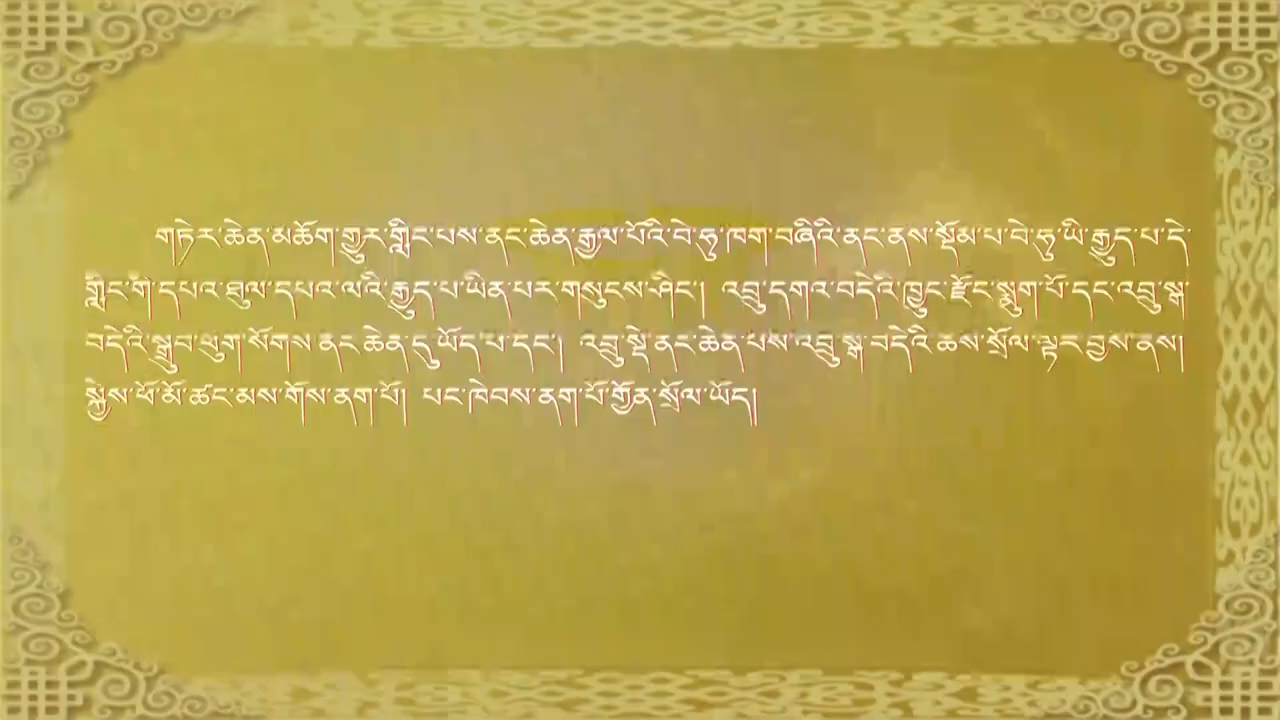 གཏེར་ཆེན་མཆོག་གྱུར་གླིང་པས་ནང་ཆེན་རྒྱལ་པོའི་བེ་ཧུ་ཁག་བཞིའི་ནང་ནས་སྡོམ་པ་བེ་ཧུ་ཡི་རྒྱུད་པ་དེ་
གླིང་གི་དཔའ་ཐུལ་དཔའ་ལའི་རྒྱུད་པ་ཡིན་པར་གསུངས་ཤིང་། འབྲུ་དགའ་བདེའི་ཁྱུང་རྫོང་སྨུག་པོ་དང་འབྲུ་སྒ་
བདེའི་སྒྲུབ་ཕུག་སོགས་ནང་ཆེན་དུ་ཡོད་པ་དང་། འབྲུ་སྡེ་ནང་ཆེན་པས་འབྲུ་སྒ་བདེའི་ཆས་སྲོལ་ལྟར་བྱས་ནས།
སྐྱེས་ཕོ་མོ་ཚང་མས་གོས་ནག་པོ། པང་ཁེབས་ནག་པོ་གྱོན་སྲོལ་ཡོད།